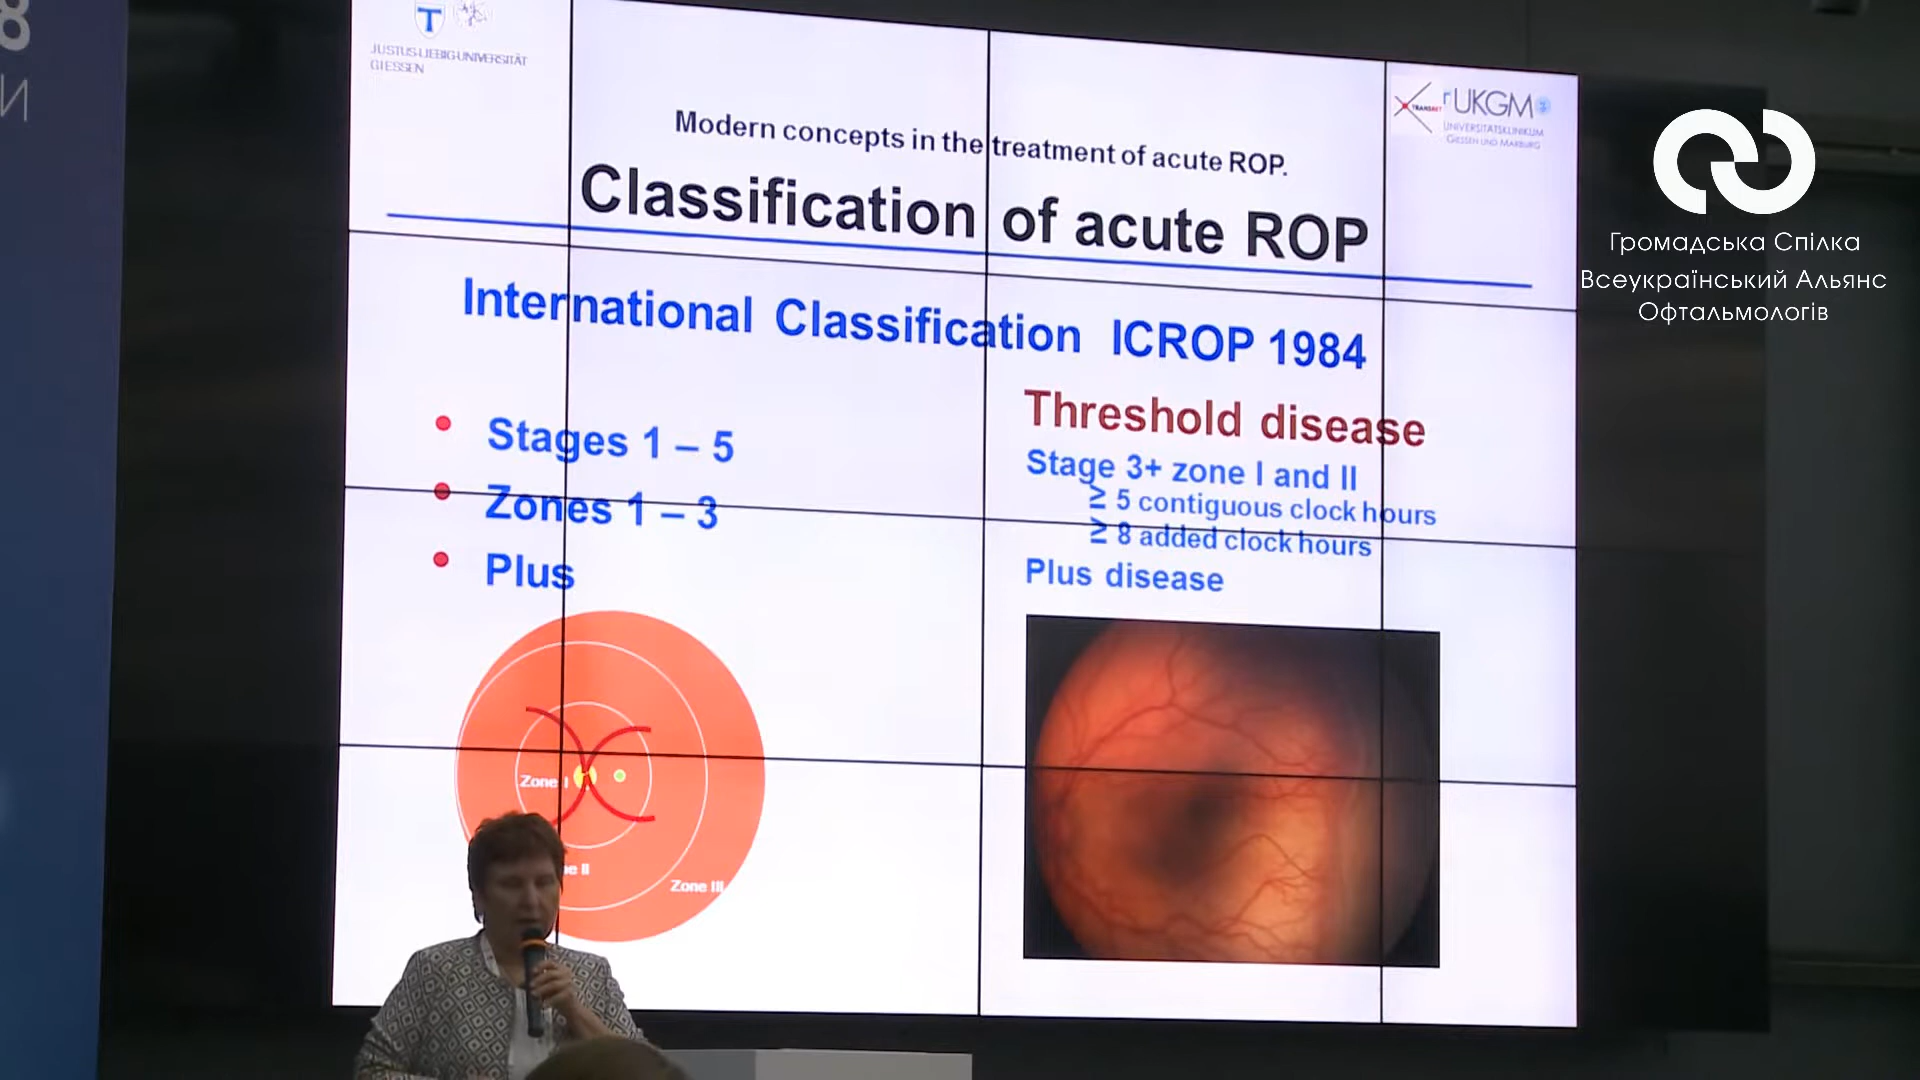 8
И
JUSTUS-LIEBIG-UNIVERSITÄT
GIESSEN
TRANSMIT
UKGM
UNIVERSITÄTSKLINIKUM
GIESSEN UND MARBURG
Modern concepts in the treatment of acute ROP.
Classification of acute ROP
International Classification ICROP 1984
Stages 1 – 5
Zones 1 – 3
Plus
Threshold disease
Stage 3+ zone I and II
≥ 5 contiguous clock hours
≥ 8 added clock hours
Plus disease
Zone I
ne II
Zone III
Громадська Спілка
Всеукраїнський Альянс
Офтальмологів